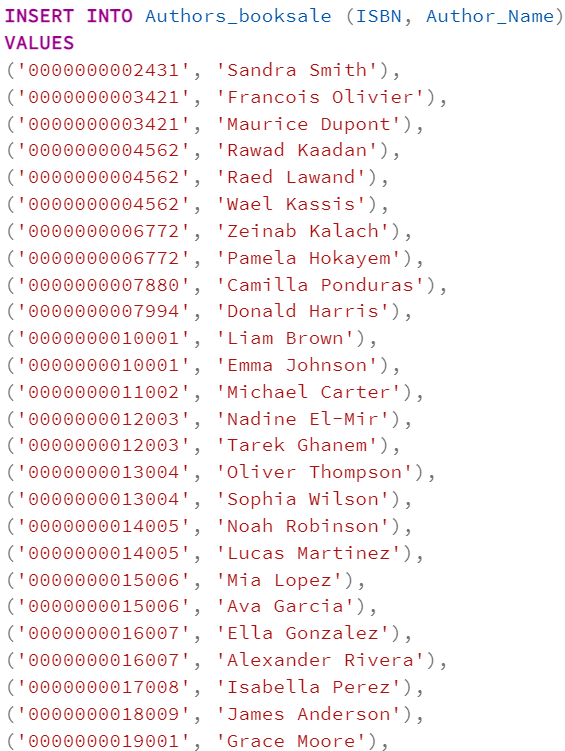 INSERT INTO Authors_booksale (ISBN, Author_Name)
VALUES
('0000000002431', 'Sandra Smith'),
('0000000003421', 'Francois Olivier'),
('0000000003421', 'Maurice Dupont'),
('0000000004562', 'Rawad Kaadan'),
('0000000004562', 'Raed Lawand'),
('0000000004562', 'Wael Kassis'),
('0000000006772', 'Zeinab Kalach'),
('0000000006772', 'Pamela Hokayem'),
('0000000007880', 'Camilla Ponduras'),
('0000000007994', 'Donald Harris'),
('0000000010001', 'Liam Brown'),
('0000000010001', 'Emma Johnson'),
('0000000011002', 'Michael Carter'),
('0000000012003', 'Nadine El-Mir'),
('0000000012003', 'Tarek Ghanem'),
('0000000013004', 'Oliver Thompson'),
('0000000013004', 'Sophia Wilson'),
('0000000014005', 'Noah Robinson'),
('0000000014005', 'Lucas Martinez'),
('0000000015006', 'Mia Lopez'),
('0000000015006', 'Ava Garcia'),
('0000000016007', 'Ella Gonzalez'),
('0000000016007', 'Alexander Rivera'),
('0000000017008', 'Isabella Perez'),
('0000000018009', 'James Anderson'),
('0000000019001', 'Grace Moore'),